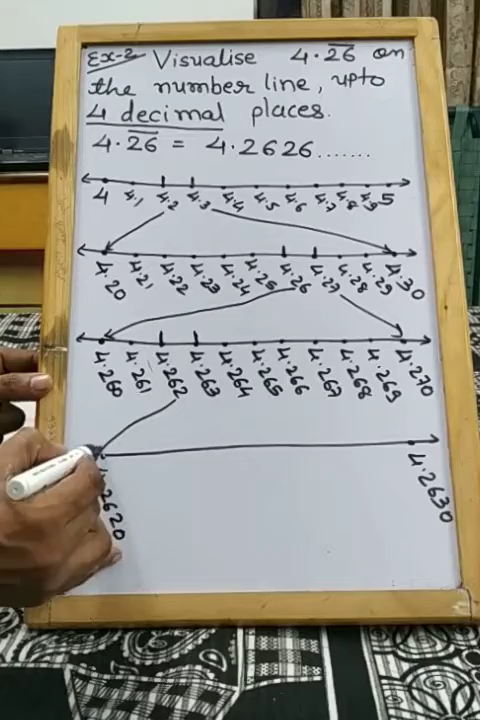 Ex-2 Visualise 4.2̅6̅ on
the number line, upto
4 decimal places.
4.2̅6̅ = 4.2626.......
4 4.1 4.2 4.3 4.4 4.5 4.6 4.7 4.8 4.9 5
4.20 4.21 4.22 4.23 4.24 4.25 4.26 4.27 4.28 4.29 4.30
4.260 4.261 4.262 4.263 4.264 4.265 4.266 4.267 4.268 4.269 4.270
4.2620 4.2630